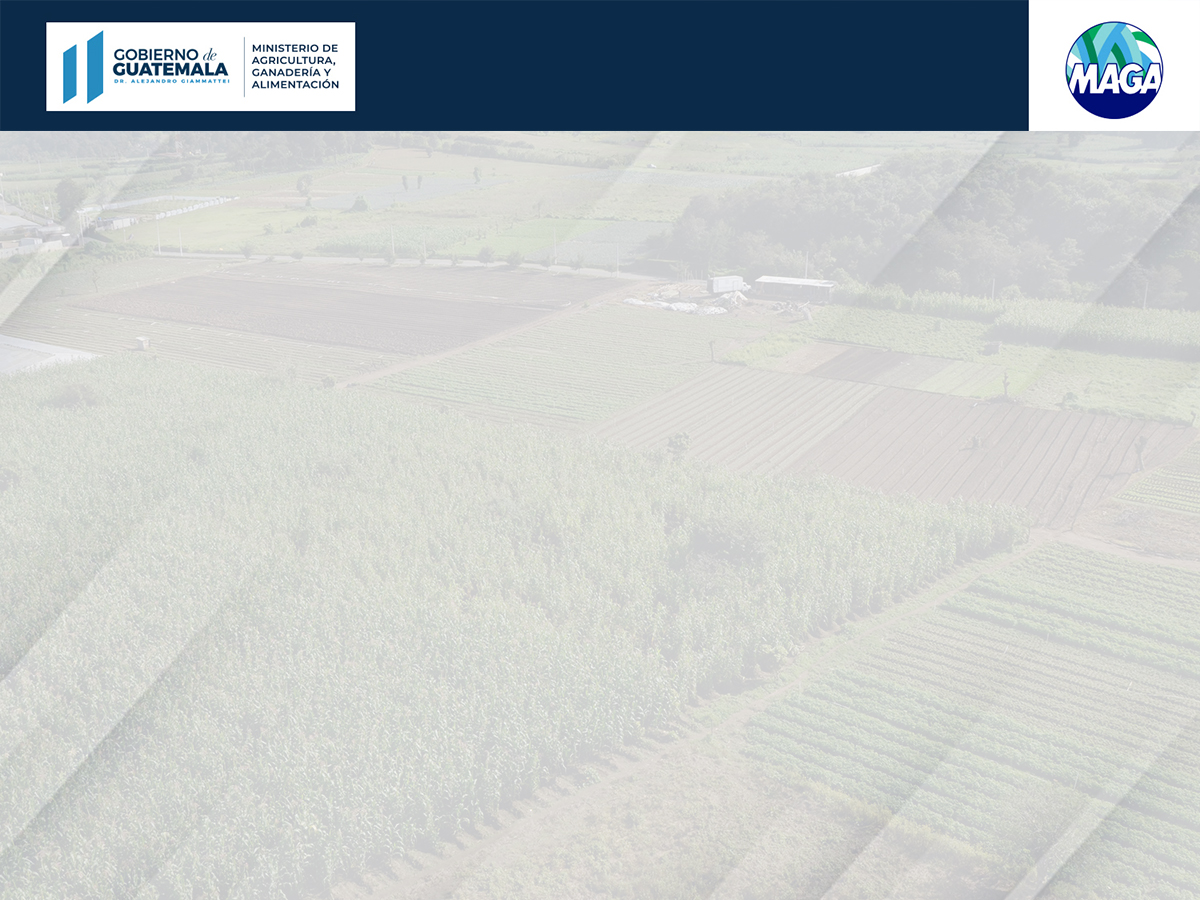 GOBIERNO de
GUATEMALA
DR. ALEJANDRO GIAMMATTEI
MINISTERIO DE
AGRICULTURA,
GANADERÍA Y
ALIMENTACIÓN
MAGA